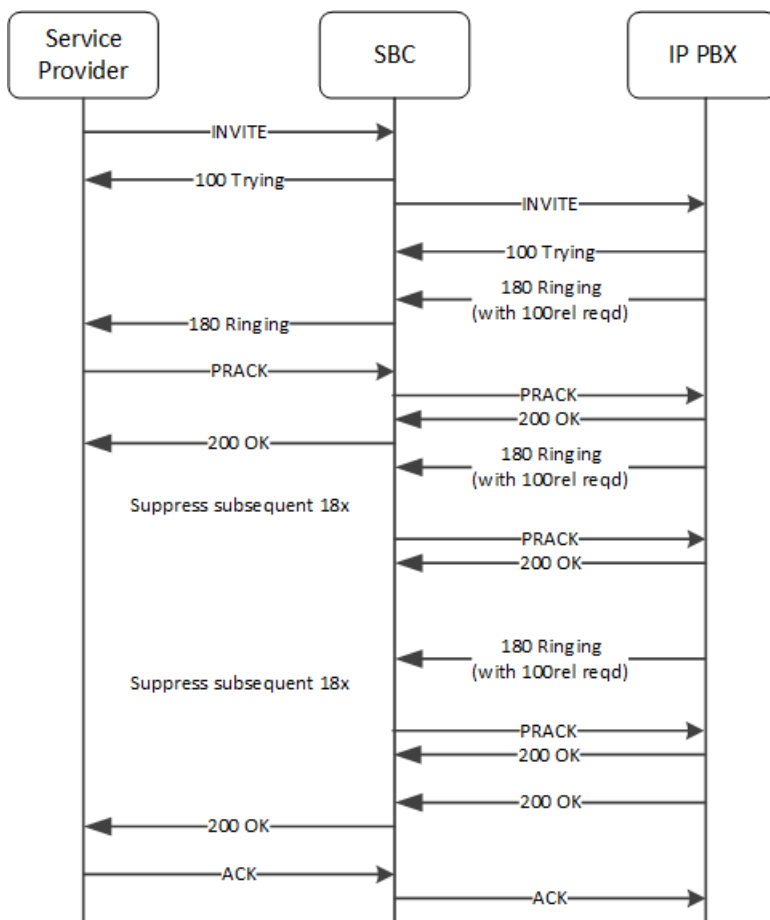 Service
Provider
SBC
IP PBX
INVITE
100 Trying
INVITE
100 Trying
180 Ringing
(with 100rel reqd)
180 Ringing
PRACK
PRACK
200 OK
200 OK
180 Ringing
(with 100rel reqd)
Suppress subsequent 18x
PRACK
200 OK
180 Ringing
(with 100rel reqd)
Suppress subsequent 18x
PRACK
200 OK
200 OK
200 OK
ACK
ACK